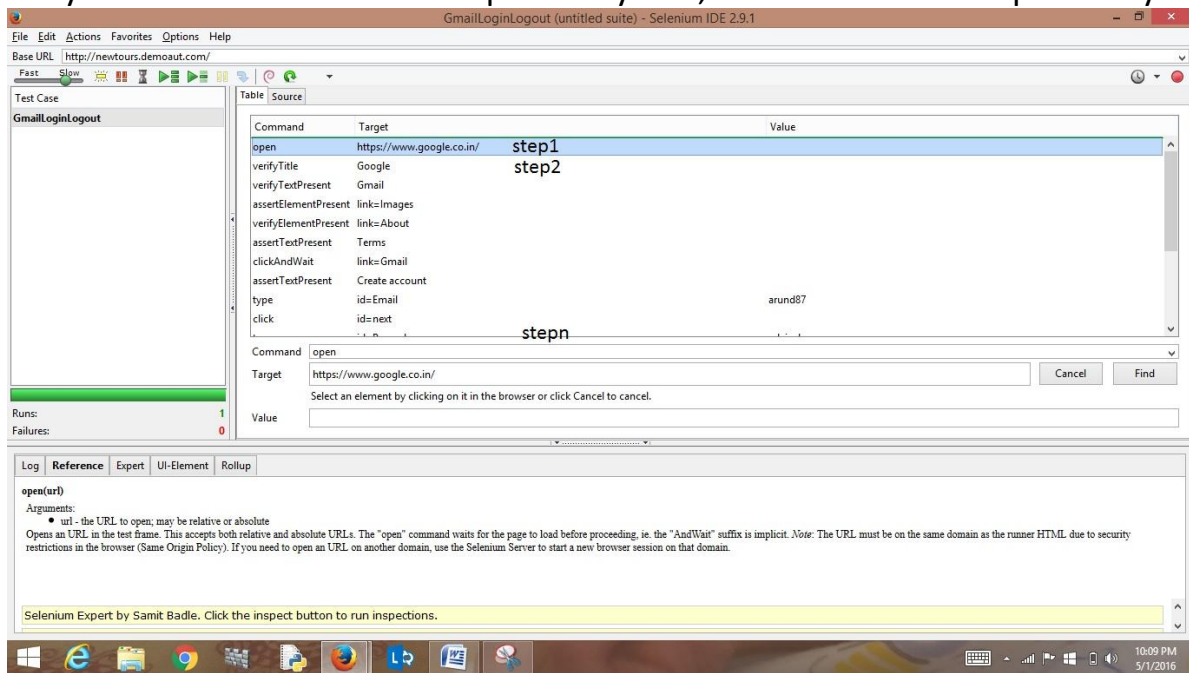 GmailLoginLogout (untitled suite) - Selenium IDE 2.9.1
File Edit Actions Favorites Options Help
Base URL http://newtours.demoaut.com/
Fast Slow
Test Case
Table Source
GmailLoginLogout
Command Target Value
open https://www.google.co.in/ step1
verifyTitle Google step2
verifyTextPresent Gmail
assertElementPresent link=Images
verifyElementPresent link=About
assertTextPresent Terms
clickAndWait link=Gmail
assertTextPresent Create account
type id=Email arund87
click id=next
stepn
Command open
Target https://www.google.co.in/ Cancel Find
Select an element by clicking on it in the browser or click Cancel to cancel.
Value
Runs: 1
Failures: 0
Log Reference Expert UI-Element Rollup
open(url)
Arguments:
• url - the URL to open; may be relative or absolute
Opens an URL in the test frame. This accepts both relative and absolute URLs. The "open" command waits for the page to load before proceeding, ie. the "AndWait" suffix is implicit. Note: The URL must be on the same domain as the runner HTML due to security
restrictions in the browser (Same Origin Policy). If you need to open an URL on another domain, use the Selenium Server to start a new browser session on that domain.
Selenium Expert by Samit Badle. Click the inspect button to run inspections.
10:09 PM
5/1/2016